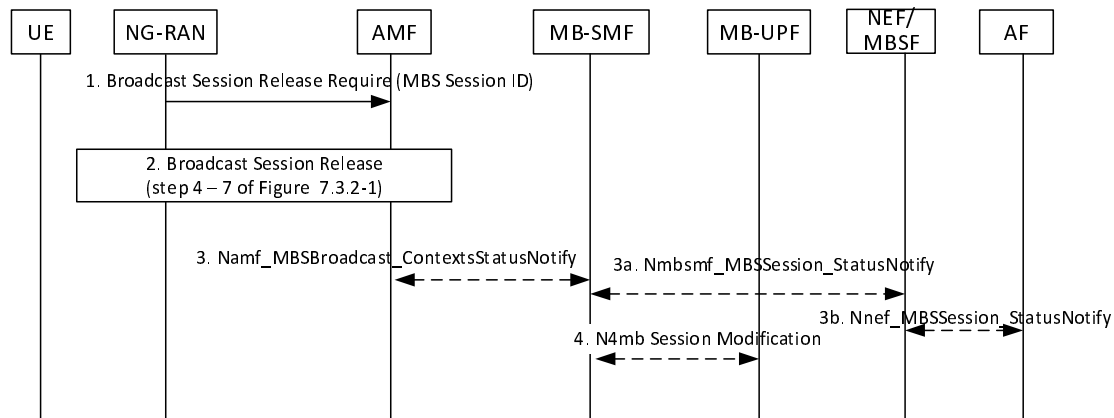 UE
NG-RAN
AMF
MB-SMF
MB-UPF
NEF/
MBSF
AF
1. Broadcast Session Release Require (MBS Session ID)
2. Broadcast Session Release
(step 4 – 7 of Figure 7.3.2-1)
3. Namf_MBSBroadcast_ContextsStatusNotify
3a. Nmbsmf_MBSSession_StatusNotify
3b. Nnef_MBSSession_StatusNotify
4. N4mb Session Modification